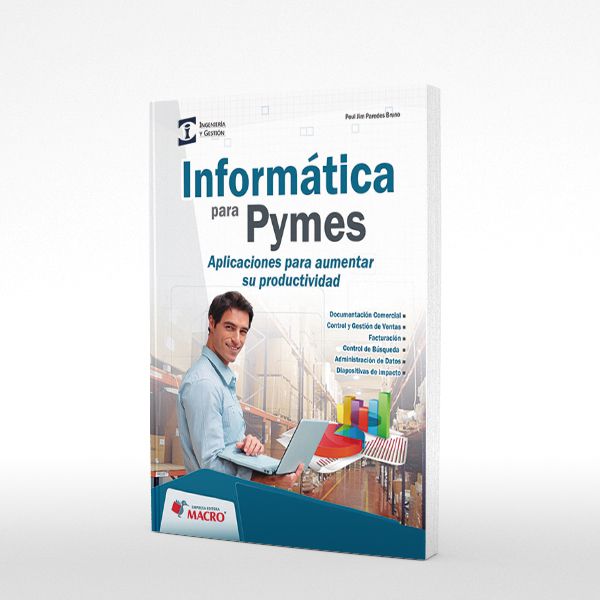 INGENIERÍA
Y GESTIÓN
Paul Jim Paredes Bruno
Informática
para Pymes
Aplicaciones para aumentar
su productividad
Documentación Comercial
Control y Gestión de Ventas
Facturación
Control de Búsqueda
Administración de Datos
Diapositivas de Impacto
EMPRESA EDITORA
MACRO®